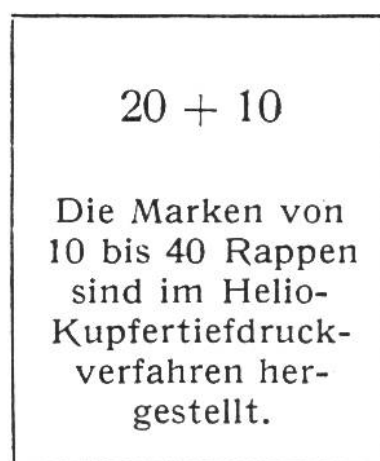 20 + 10
Die Marken von
10 bis 40 Rappen
sind im Helio-
Kupfertiefdruck-
verfahren her-
gestellt.